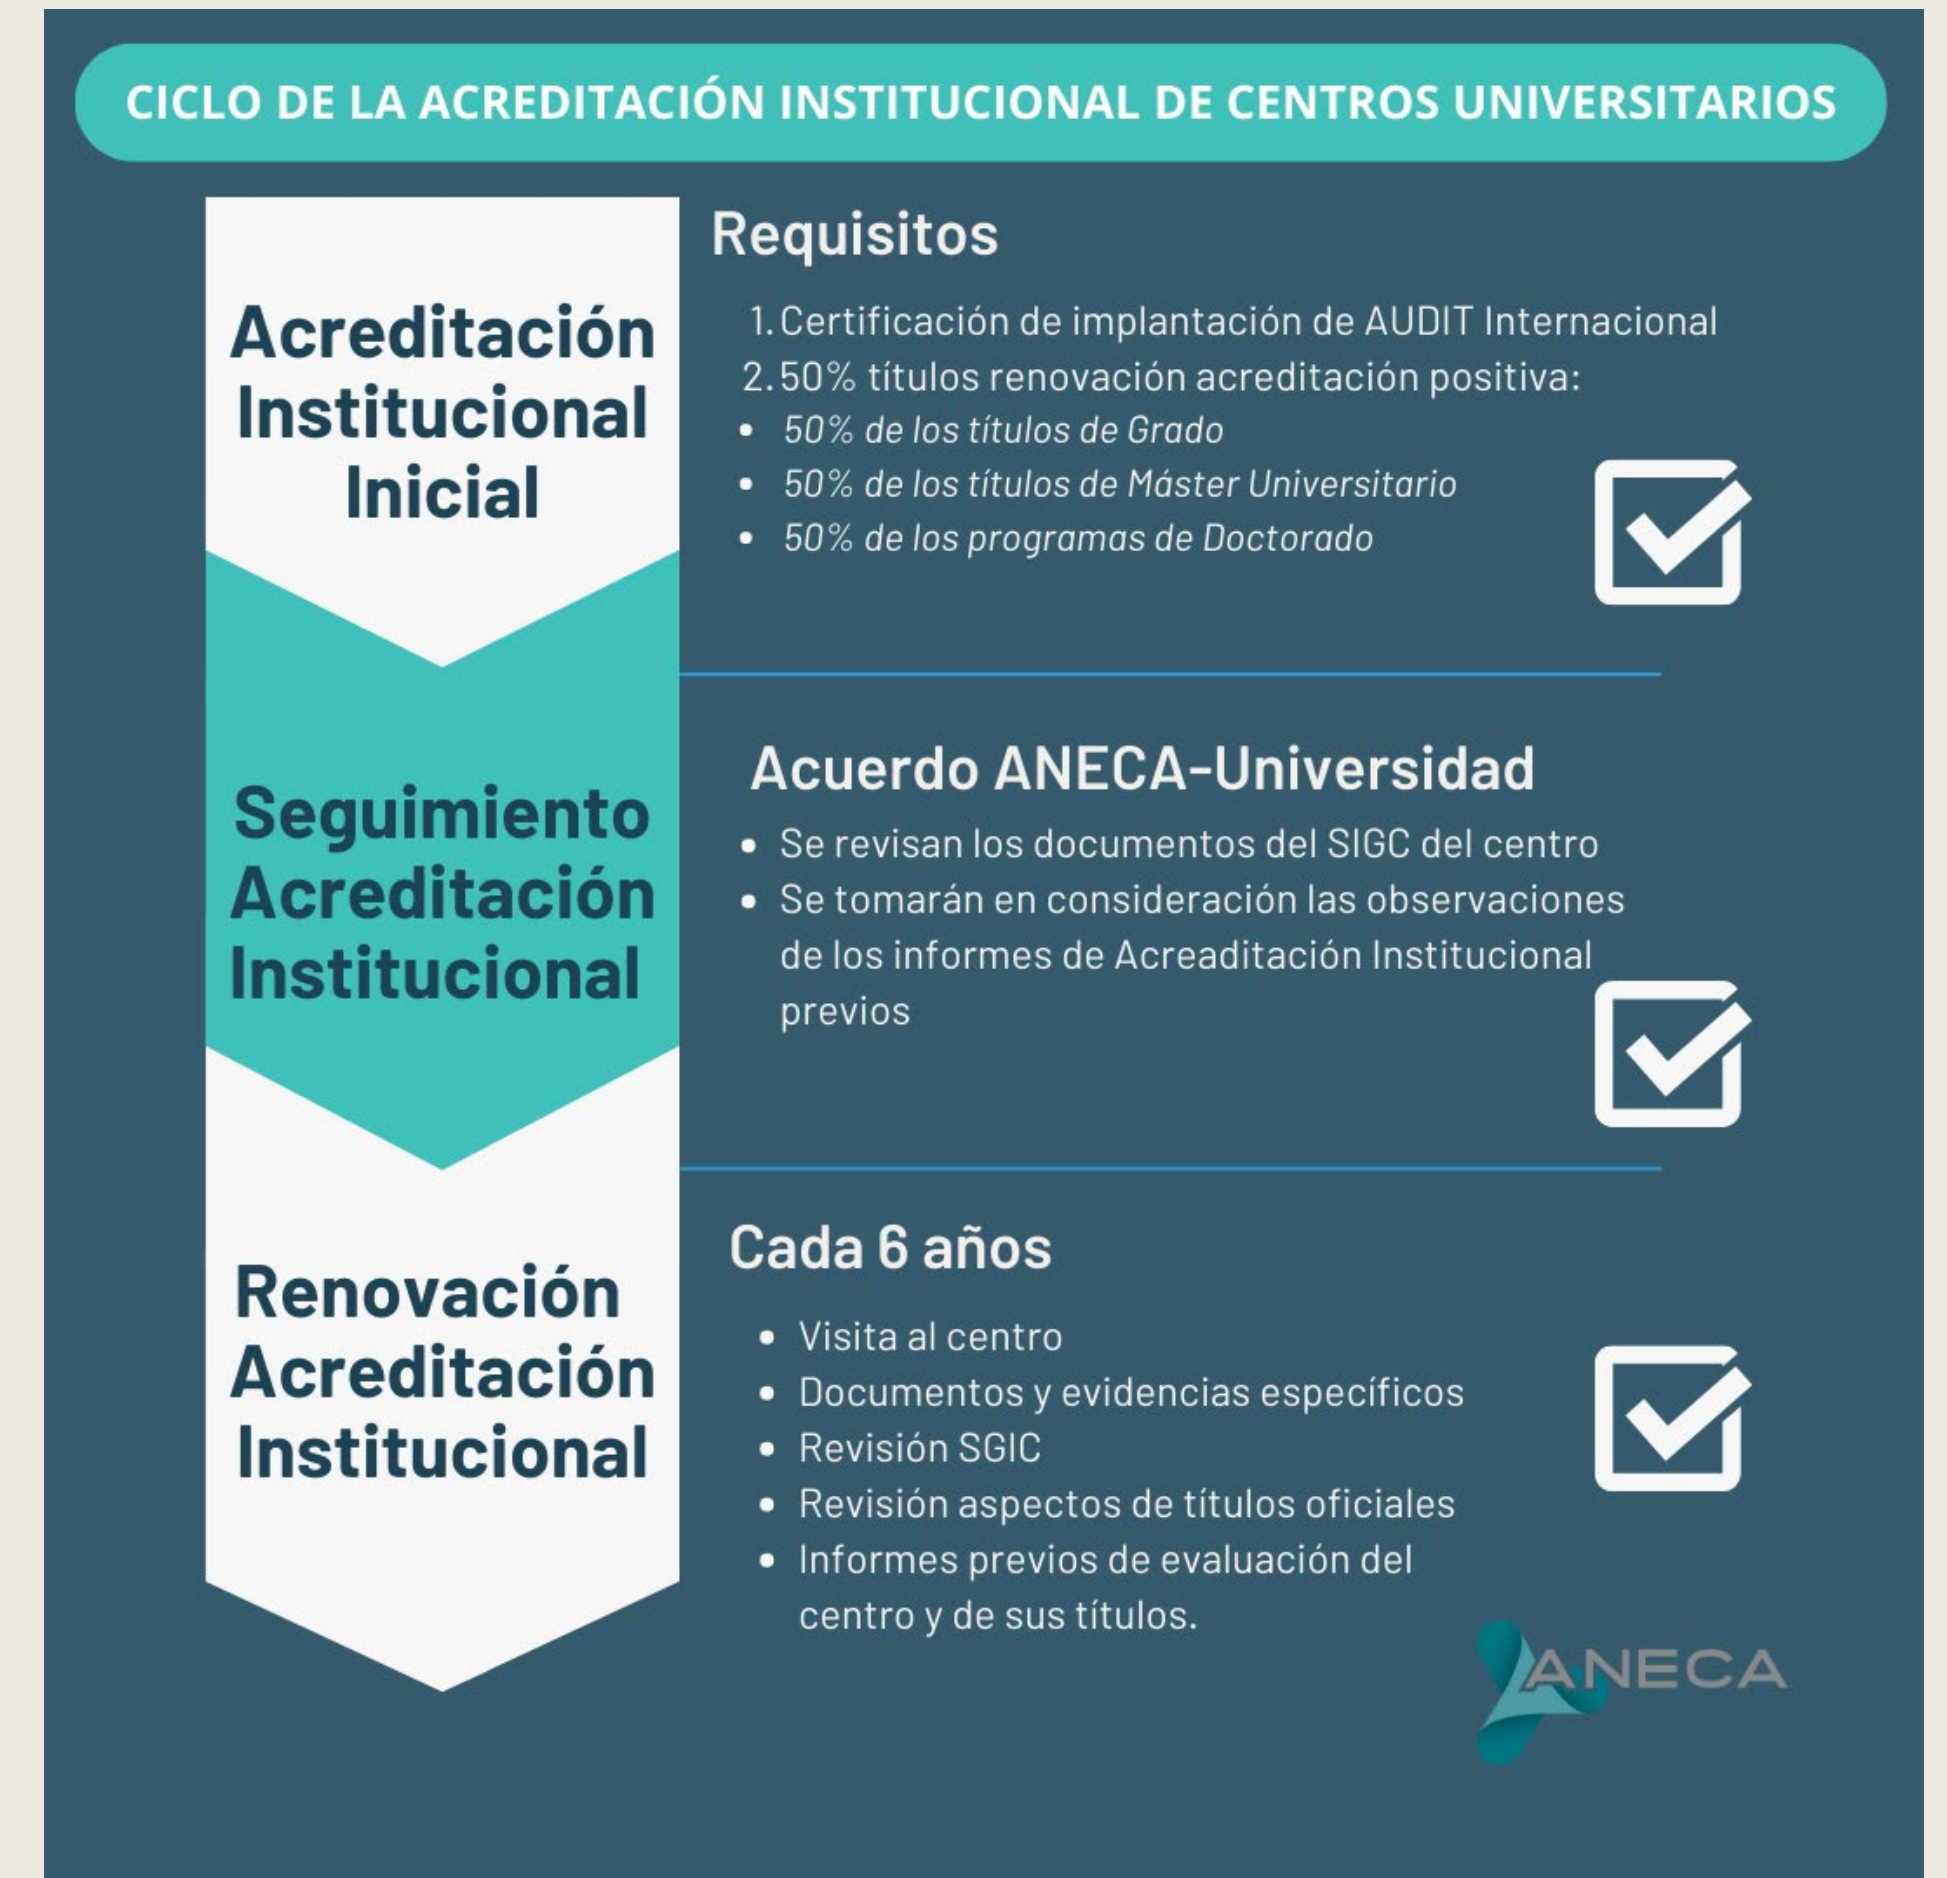 CICLO DE LA ACREDITACIÓN INSTITUCIONAL DE CENTROS UNIVERSITARIOS
Acreditación
Institucional
Inicial
Requisitos
1. Certificación de implantación de AUDIT Internacional
2. 50% títulos renovación acreditación positiva:
• 50% de los títulos de Grado
• 50% de los títulos de Máster Universitario
• 50% de los programas de Doctorado
Seguimiento
Acreditación
Institucional
Acuerdo ANECA-Universidad
• Se revisan los documentos del SIGC del centro
• Se tomarán en consideración las observaciones
de los informes de Acreaditación Institucional
previos
Renovación
Acreditación
Institucional
Cada 6 años
• Visita al centro
• Documentos y evidencias específicos
• Revisión SGIC
• Revisión aspectos de títulos oficiales
• Informes previos de evaluación del
centro y de sus títulos.
ANECA